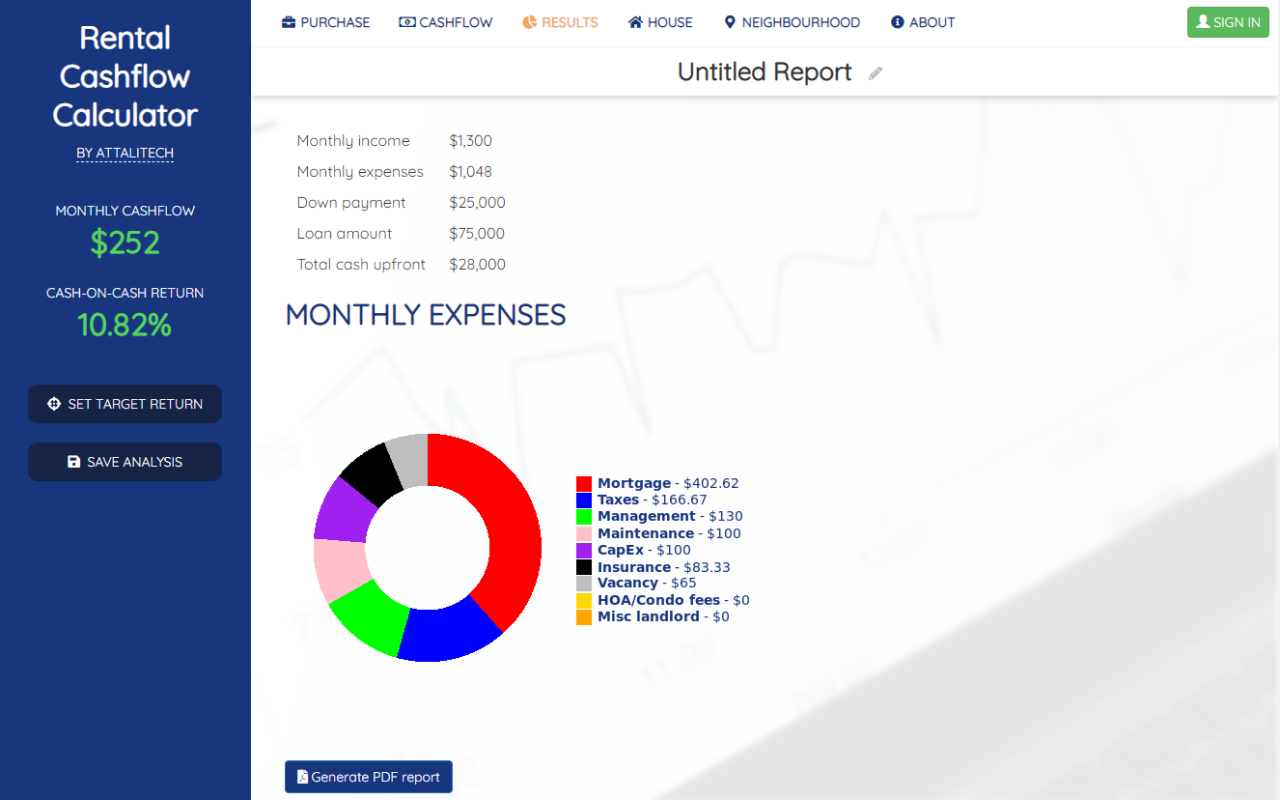 Rental
Cashflow
Calculator
BY ATTALITECH
MONTHLY CASHFLOW
$252
CASH-ON-CASH RETURN
10.82%
SET TARGET RETURN
SAVE ANALYSIS
PURCHASE CASHFLOW RESULTS HOUSE NEIGHBOURHOOD ABOUT SIGN IN
Untitled Report
Monthly income $1,300
Monthly expenses $1,048
Down payment $25,000
Loan amount $75,000
Total cash upfront $28,000
MONTHLY EXPENSES
Mortgage - $402.62
Taxes - $166.67
Management - $130
Maintenance - $100
CapEx - $100
Insurance - $83.33
Vacancy - $65
HOA/Condo fees - $0
Misc landlord - $0
11:00
11:00
Generate PDF report